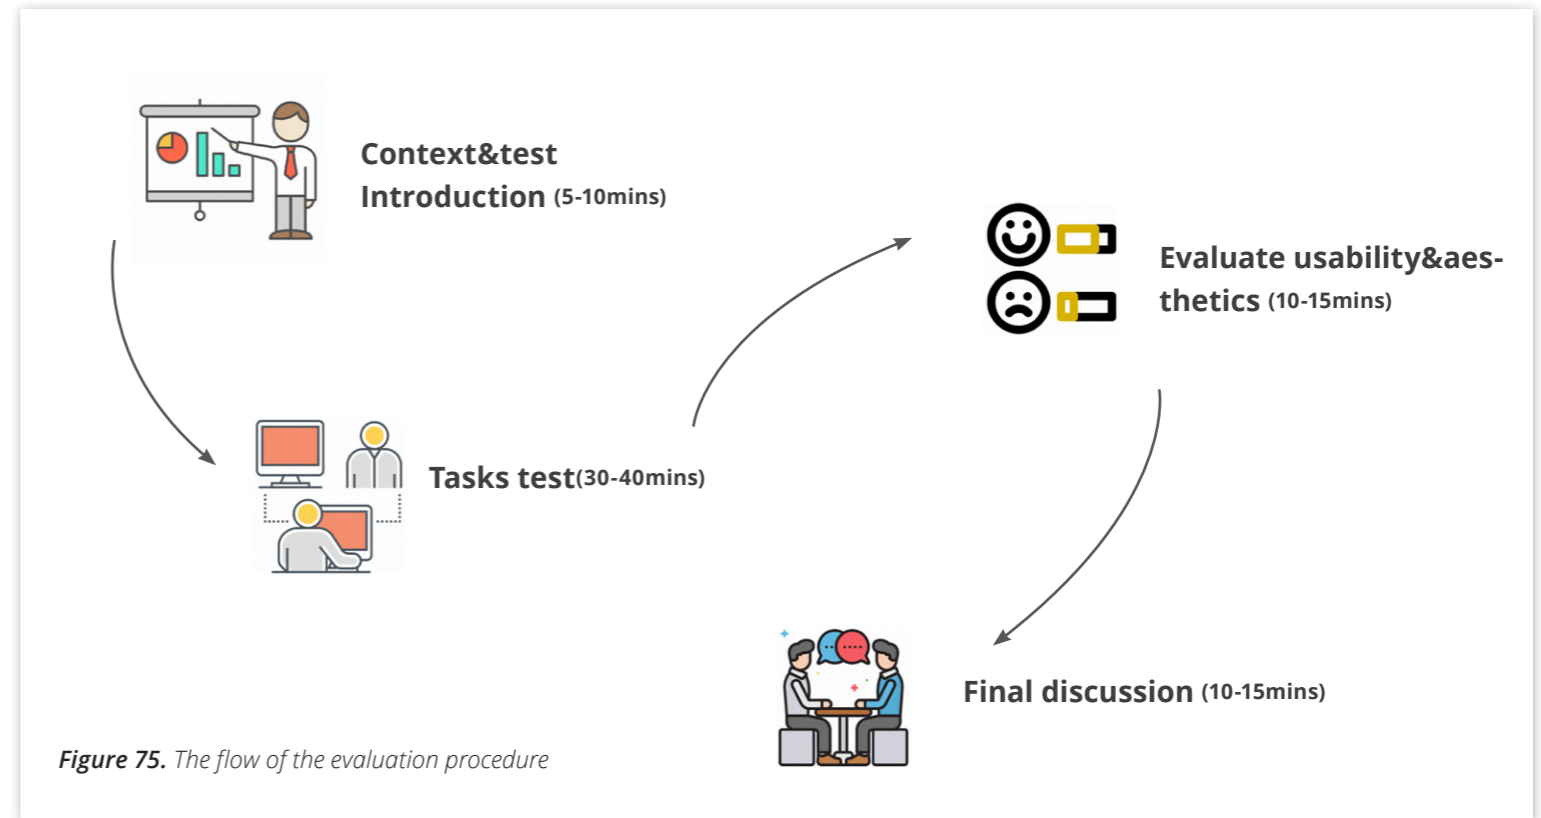 Context&test
Introduction (5-10mins)
Evaluate usability&aes-
thetics (10-15mins)
Tasks test(30-40mins)
Final discussion (10-15mins)
Figure 75. The flow of the evaluation procedure